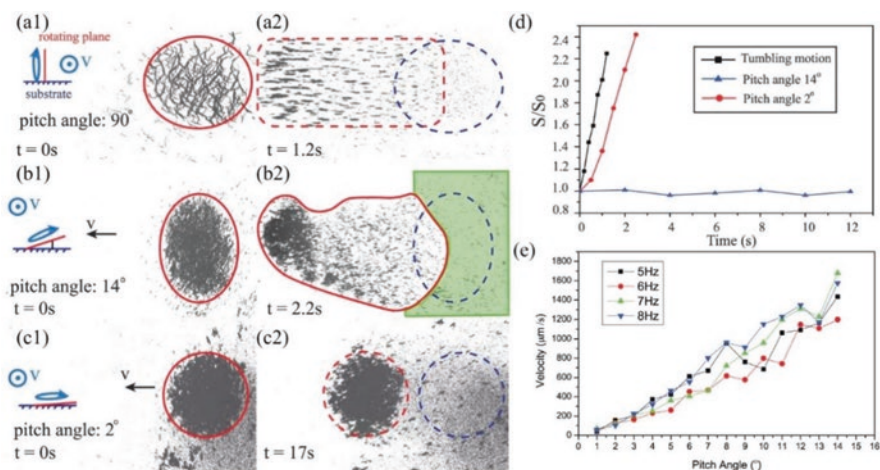 (a1)
rotating plane
V
substrate
pitch angle: 90
t = 0s
(a2)
t = 1.2s
(b1)
V
v
pitch angle: 14°
t = 0s
(b2)
t = 2.2s
(c1)
V
v
pitch angle: 2°
t = 0s
(c2)
t = 17s
(d)
S/S0
2.4
2.2
2.0
1.8
1.6
1.4
1.2
1.0
0.8
Tumbling motion
Pitch angle 14°
Pitch angle 2°
0 2 4 6 8 10 12
Time (s)
(e)
Velocity (μm /s)
1800
1600
1400
1200
1000
800
600
400
200
0
5Hz
6Hz
7Hz
8Hz
0 1 2 3 4 5 6 7 8 9 10 11 12 13 14 15 16
Pitch Angle (°)